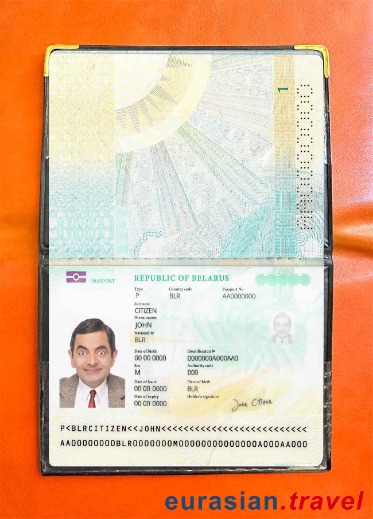 1
PASSPORT
REPUBLIC OF BELARUS
Type Country code Passport No
P BLR AA0000000
Surname
CITIZEN
Given names
JOHN
Nationality
BLR
Date of birth Identification №
00 00 0000 0000000A000AA0
Sex Authority code
M 000
Date of issue Place of birth
00 00 0000 BLR
Date of expiry Holder's signature
00 00 0000
John Citizen
P<BLRCITIZEN<<JOHN<<<<<<<<<<<<<<<<<<<<<<<<<<
AA00000000BLR0000000M00000000000000A000AA000
eurasian.travel